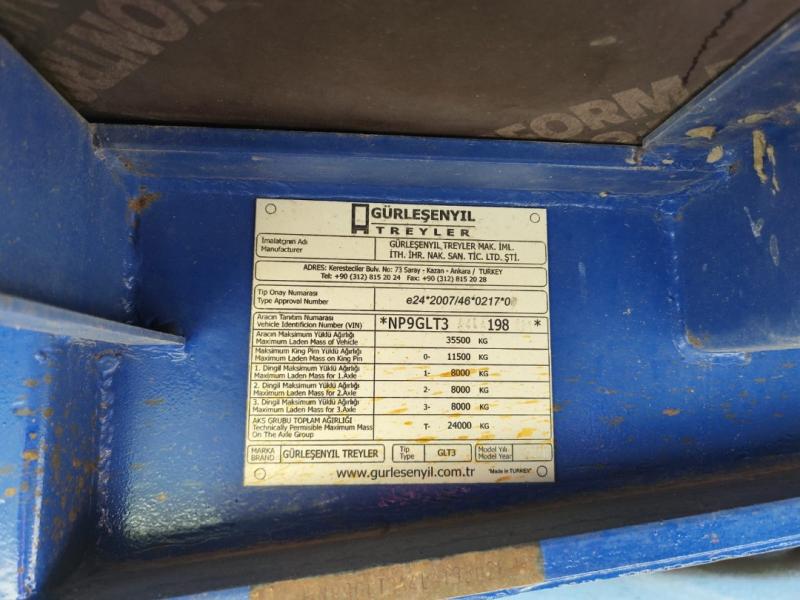 GÜRLEŞENYIL
TREYLER
İmalatçının Adı
Manufacturer
GÜRLEŞENYIL TREYLER MAK. İML.
İTH. İHR. NAK. SAN. TİC. LTD. ŞTİ.
ADRES: Keresteciler Bulv. No: 73 Saray - Kazan - Ankara / TURKEY
Tel: +90 (312) 815 20 24 Fax: +90 (312) 815 20 28
Tip Onay Numarası
Type Approval Number
e24*2007/46*0217*0
Aracın Tanıtım Numarası
Vehicle Identificion Number (VIN)
*NP9GLT3 198 *
Aracın Maksimum Yüklü Ağırlığı
Maximum Laden Mass of Vehicle
35500 KG
Maksimum King Pim Yüklü Ağırlığı
Maximum Laden Mass on King Pin
0- 11500 KG
1. Dingil Maksimum Yüklü Ağırlığı
Maximum Laden Mass for 1.Axle
1- 8000 KG
2. Dingil Maksimum Yüklü Ağırlığı
Maximum Laden Mass for 2.Axle
2- 8000 KG
3. Dingil Maksimum Yüklü Ağırlığı
Maximum Laden Mass for 3.Axle
3- 8000 KG
AKS GRUBU TOPLAM AĞIRLIĞI
Technically Permisible Maximum Mass
On The Axle Group
T- 24000 KG
MARKA
BRAND
GÜRLEŞENYIL TREYLER
Tip
Type
GLT3
Model Yılı
Model Year
www.gurlesenyil.com.tr
"Made in TURKEY"
FORM